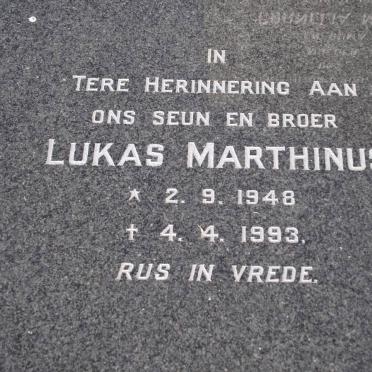 IN
TERE HERINNERING AAN
ONS SEUN EN BROER
LUKAS MARTHINUS
* 2. 9. 1948
† 4. 4. 1993.
RUS IN VREDE.